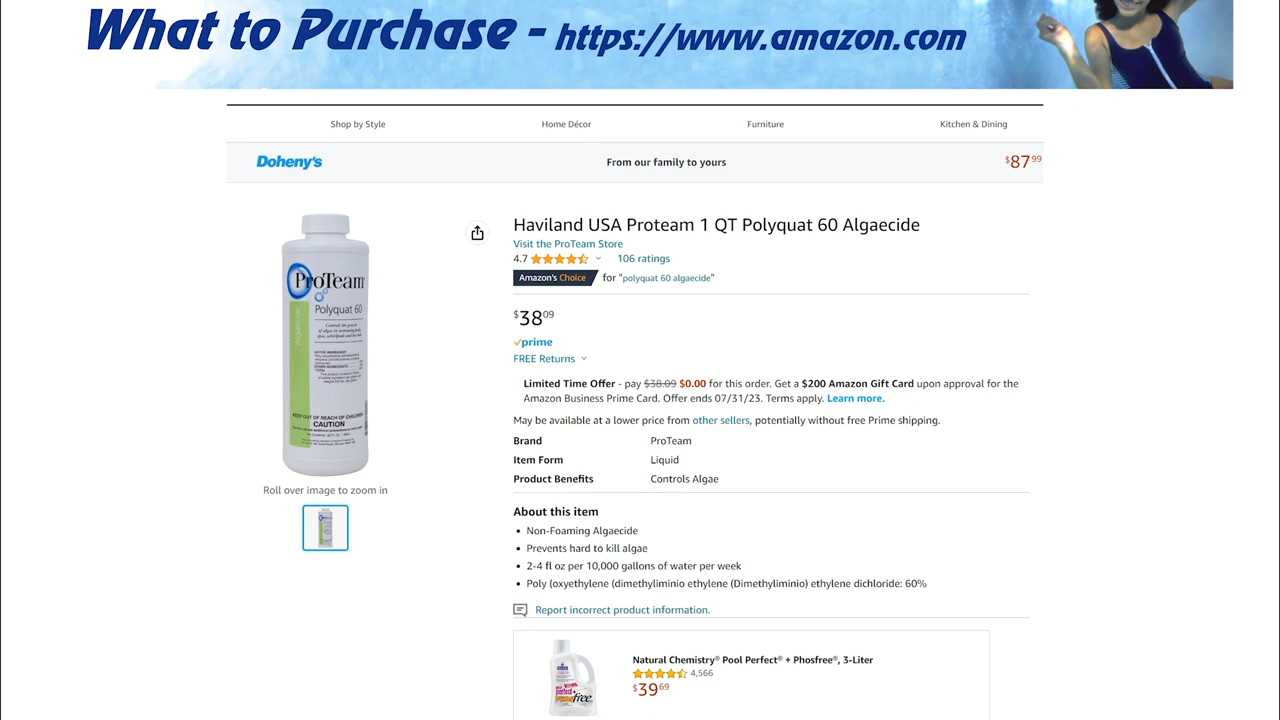 What to Purchase - https://www.amazon.com
Shop by Style Home Décor Furniture Kitchen & Dining
Doheny's From our family to yours $87 99
Haviland USA Proteam 1 QT Polyquat 60 Algaecide
Visit the ProTeam Store
4.7 106 ratings
Amazon's Choice for "polyquat 60 algaecide"
$38 09
prime
FREE Returns
Limited Time Offer - pay $38.09 $0.00 for this order. Get a $200 Amazon Gift Card upon approval for the
Amazon Business Prime Card. Offer ends 07/31/23. Terms apply. Learn more.
May be available at a lower price from other sellers, potentially without free Prime shipping.
Brand ProTeam
Item Form Liquid
Product Benefits Controls Algae
About this item
• Non-Foaming Algaecide
• Prevents hard to kill algae
• 2-4 fl oz per 10,000 gallons of water per week
• Poly (oxyethylene (dimethyliminio ethylene (Dimethyliminio) ethylene dichloride: 60%
Report incorrect product information.
Natural Chemistry® Pool Perfect® + Phosfree®, 3-Liter
4,566
$39 69
ProTeam
Polyquat 60
Algaecide
KEEP OUT OF REACH OF CHILDREN
CAUTION
Roll over image to zoom in